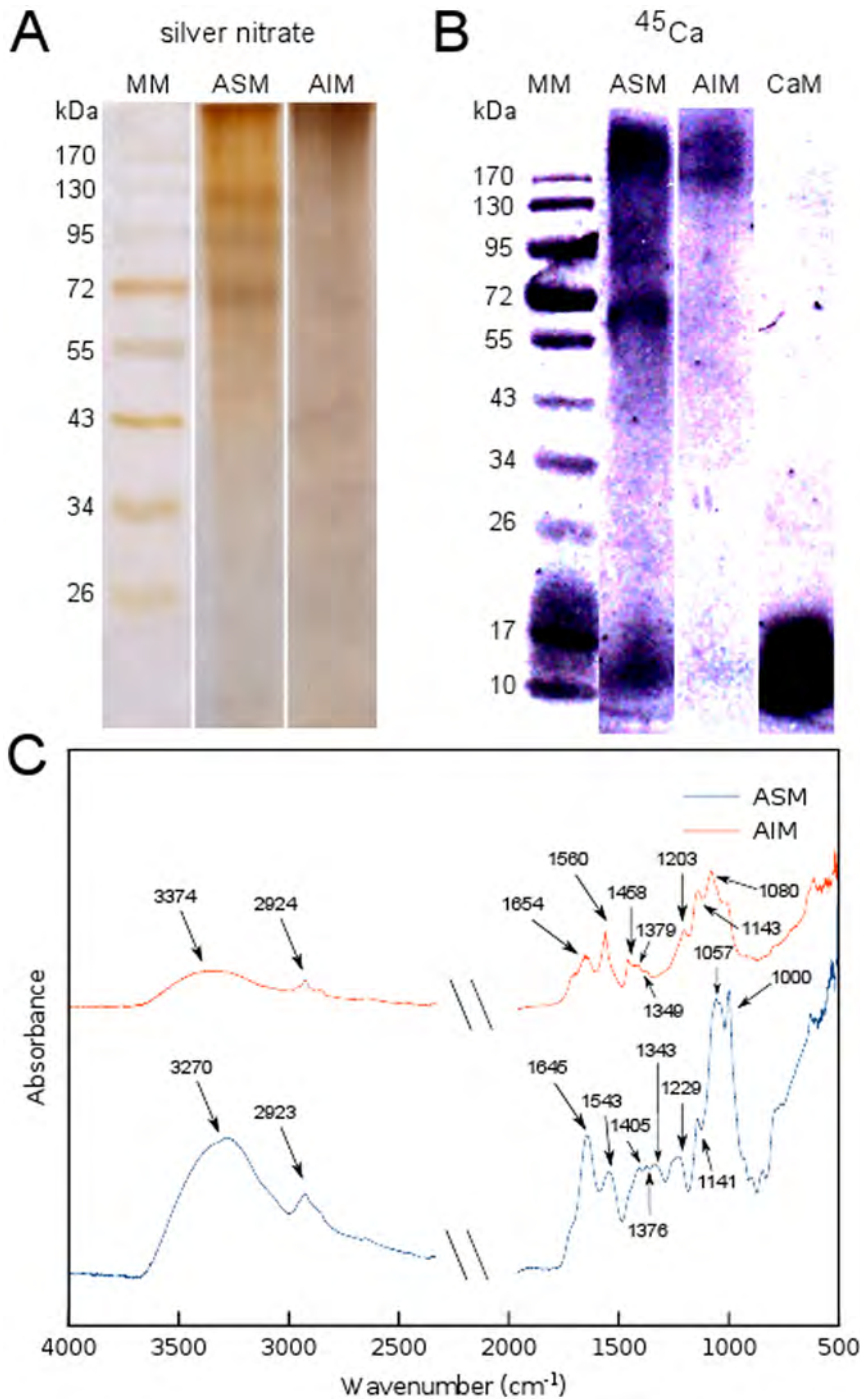 A
silver nitrate
MM ASM AIM
kDa
170
130
95
72
55
43
34
26
B
45Ca
MM ASM AIM CaM
kDa
170
130
95
72
55
43
34
26
17
10
C
ASM
AIM
3374
2924
1654
1560
1458
1379
1349
1203
1080
1143
3270
2923
1645
1543
1405
1376
1343
1229
1141
1057
1000
Absorbance
4000 3500 3000 2500 2000 1500 1000 500
Wavenumber (cm-1)